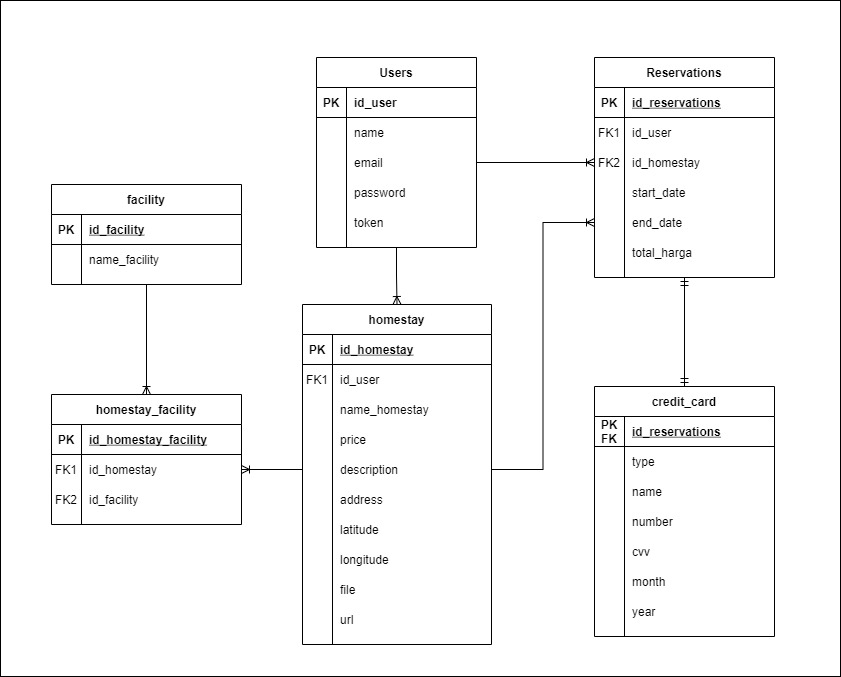 Users
PK id_user
name
email
password
token
Reservations
PK id_reservations
FK1 id_user
FK2 id_homestay
start_date
end_date
total_harga
facility
PK id_facility
name_facility
homestay
PK id_homestay
FK1 id_user
name_homestay
price
description
address
latitude
longitude
file
url
homestay_facility
PK id_homestay_facility
FK1 id_homestay
FK2 id_facility
credit_card
PK
FK id_reservations
type
name
number
cvv
month
year